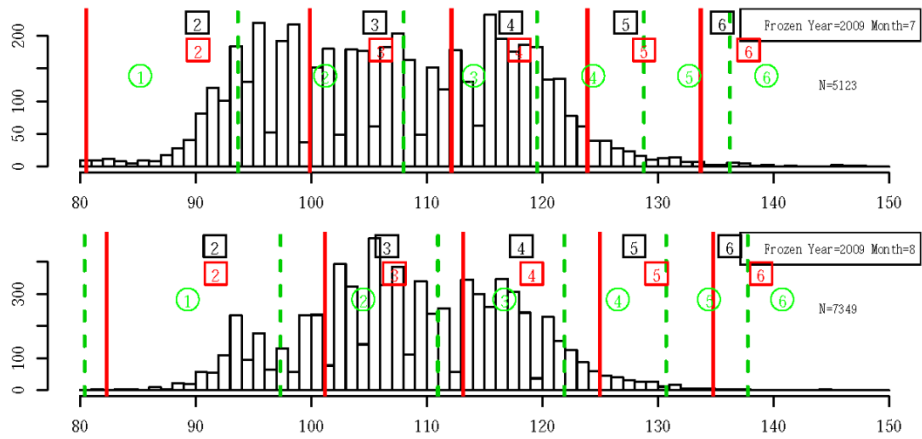 2 3 4 5 6 Frozen Year=2009 Month=7
2 3 4 5 6
1 2 3 4 5 6
N=5123
0 50 100 200
80 90 100 110 120 130 140 150
2 3 4 5 6 Frozen Year=2009 Month=8
2 3 4 5 6
1 2 3 4 5 6
N=7349
0 100 300
80 90 100 110 120 130 140 150